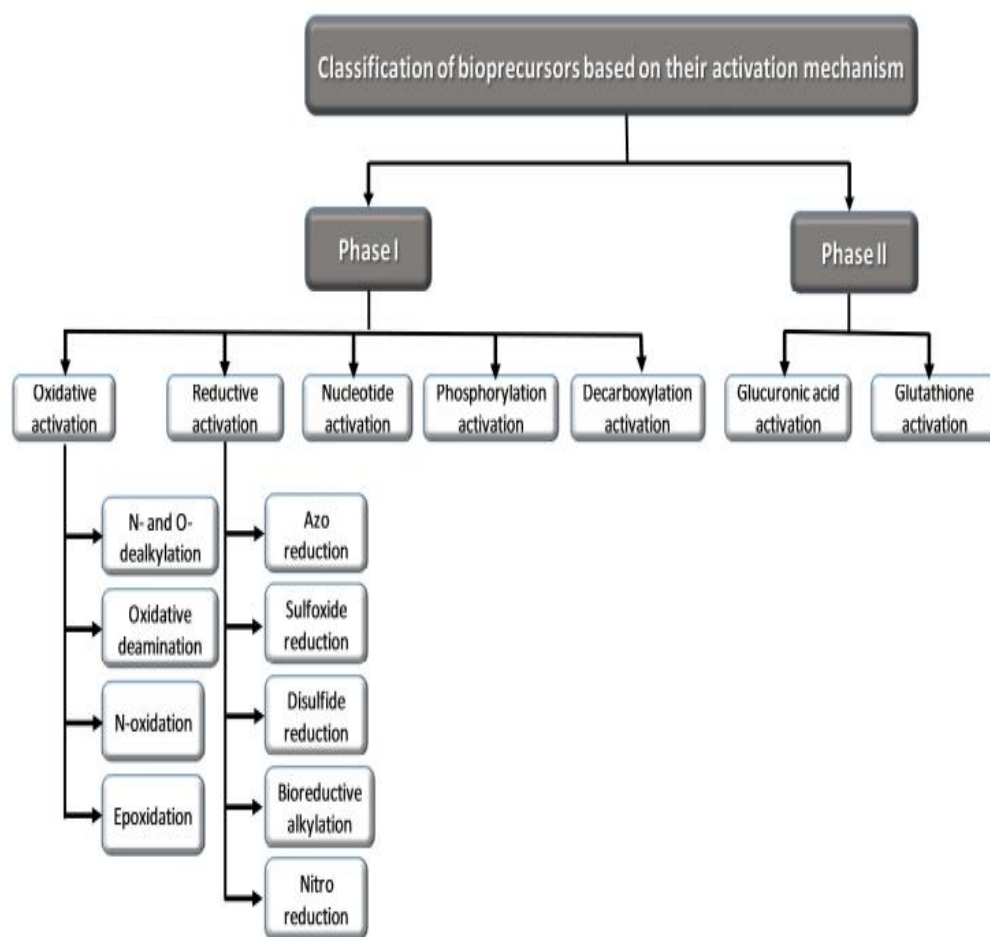 Classification of bioprecursors based on their activation mechanism
Phase I
Phase II
Oxidative
activation
Reductive
activation
Nucleotide
activation
Phosphorylation
activation
Decarboxylation
activation
Glucuronic acid
activation
Glutathione
activation
N- and O-
dealkylation
Oxidative
deamination
N-oxidation
Epoxidation
Azo
reduction
Sulfoxide
reduction
Disulfide
reduction
Bioreductive
alkylation
Nitro
reduction